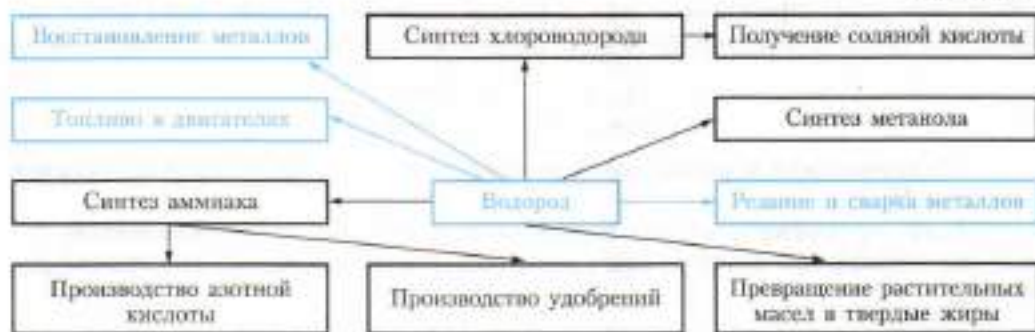 Восстановление металлов
Синтез хлороводорода
Получение соляной кислоты
Топливо в двигателях
Синтез метанола
Синтез аммиака
Водород
Резание и сварка металлов
Производство азотной
кислоты
Производство удобрений
Превращение растительных
масел в твердые жиры